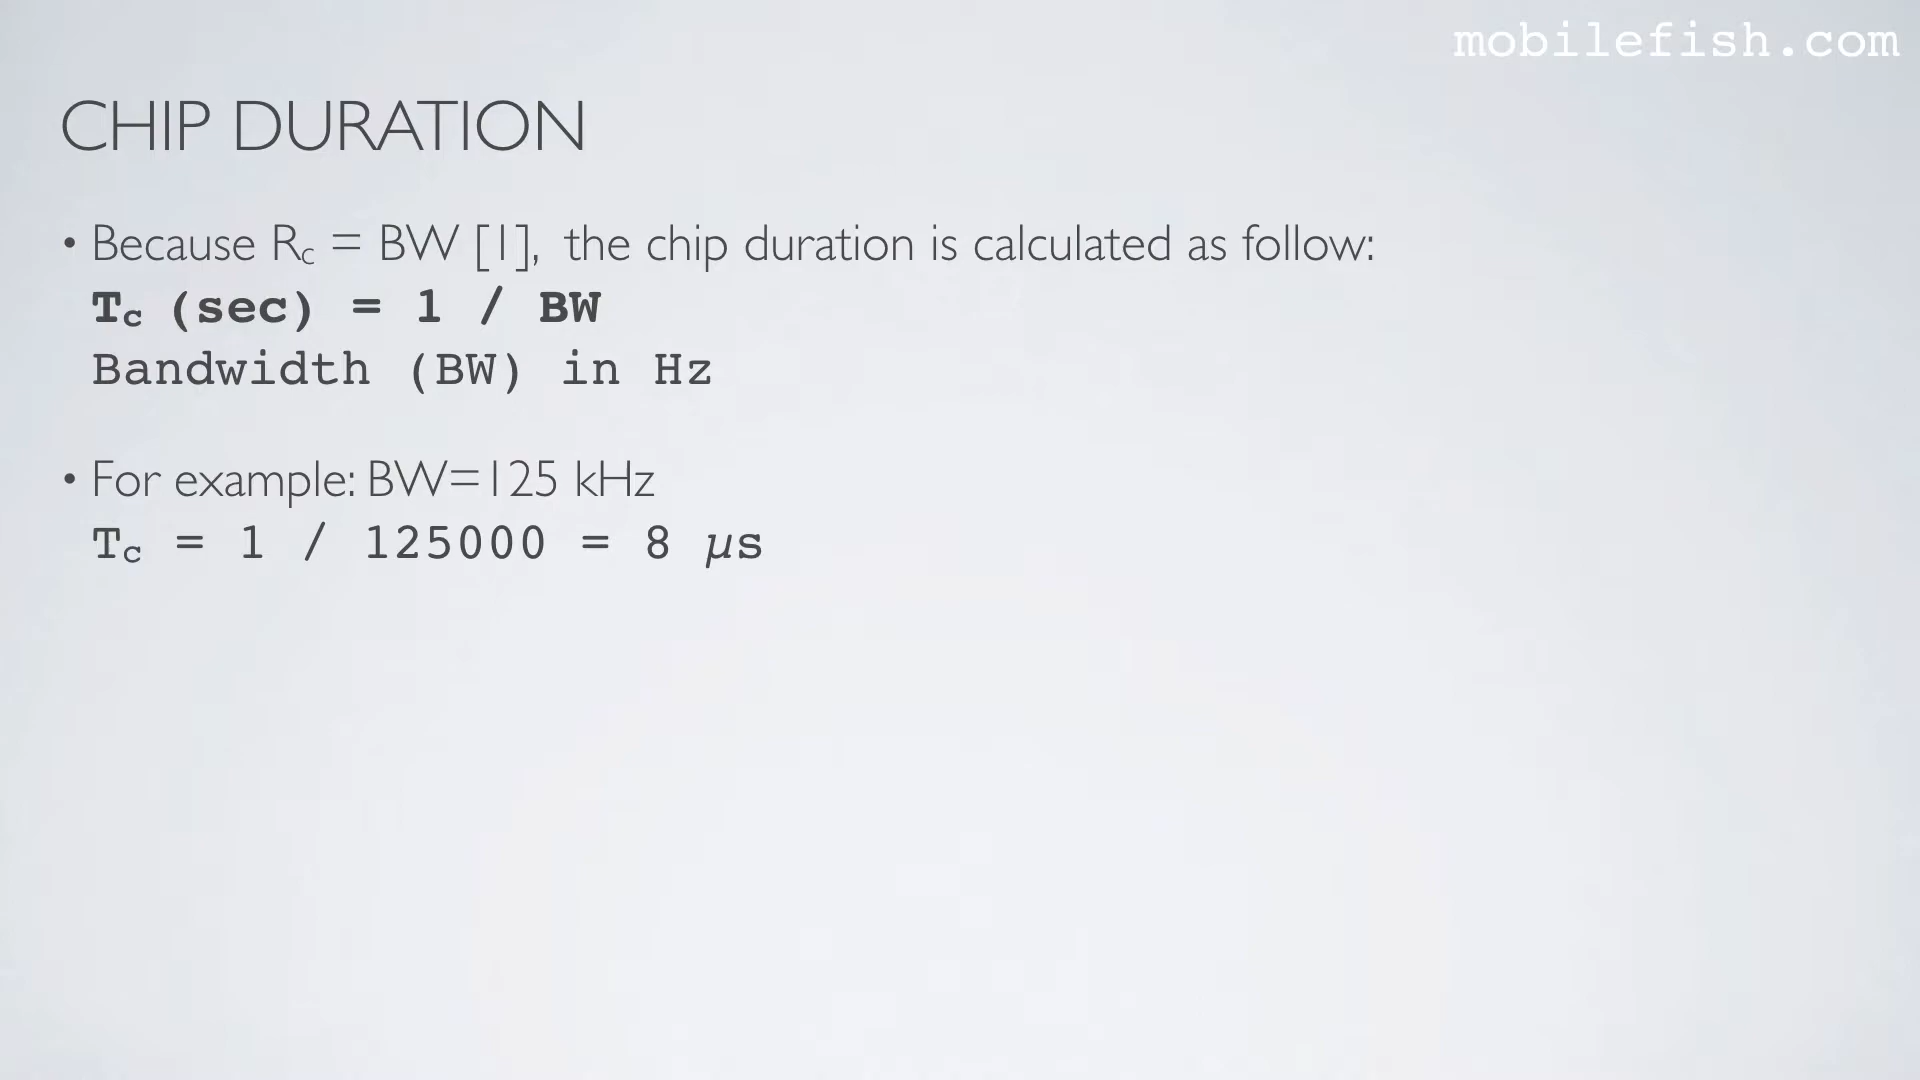 mobilefish.com
CHIP DURATION
• Because Rc = BW [1], the chip duration is calculated as follow:
Tc (sec) = 1 / BW
Bandwidth (BW) in Hz
• For example: BW=125 kHz
Tc = 1 / 125000 = 8 µs